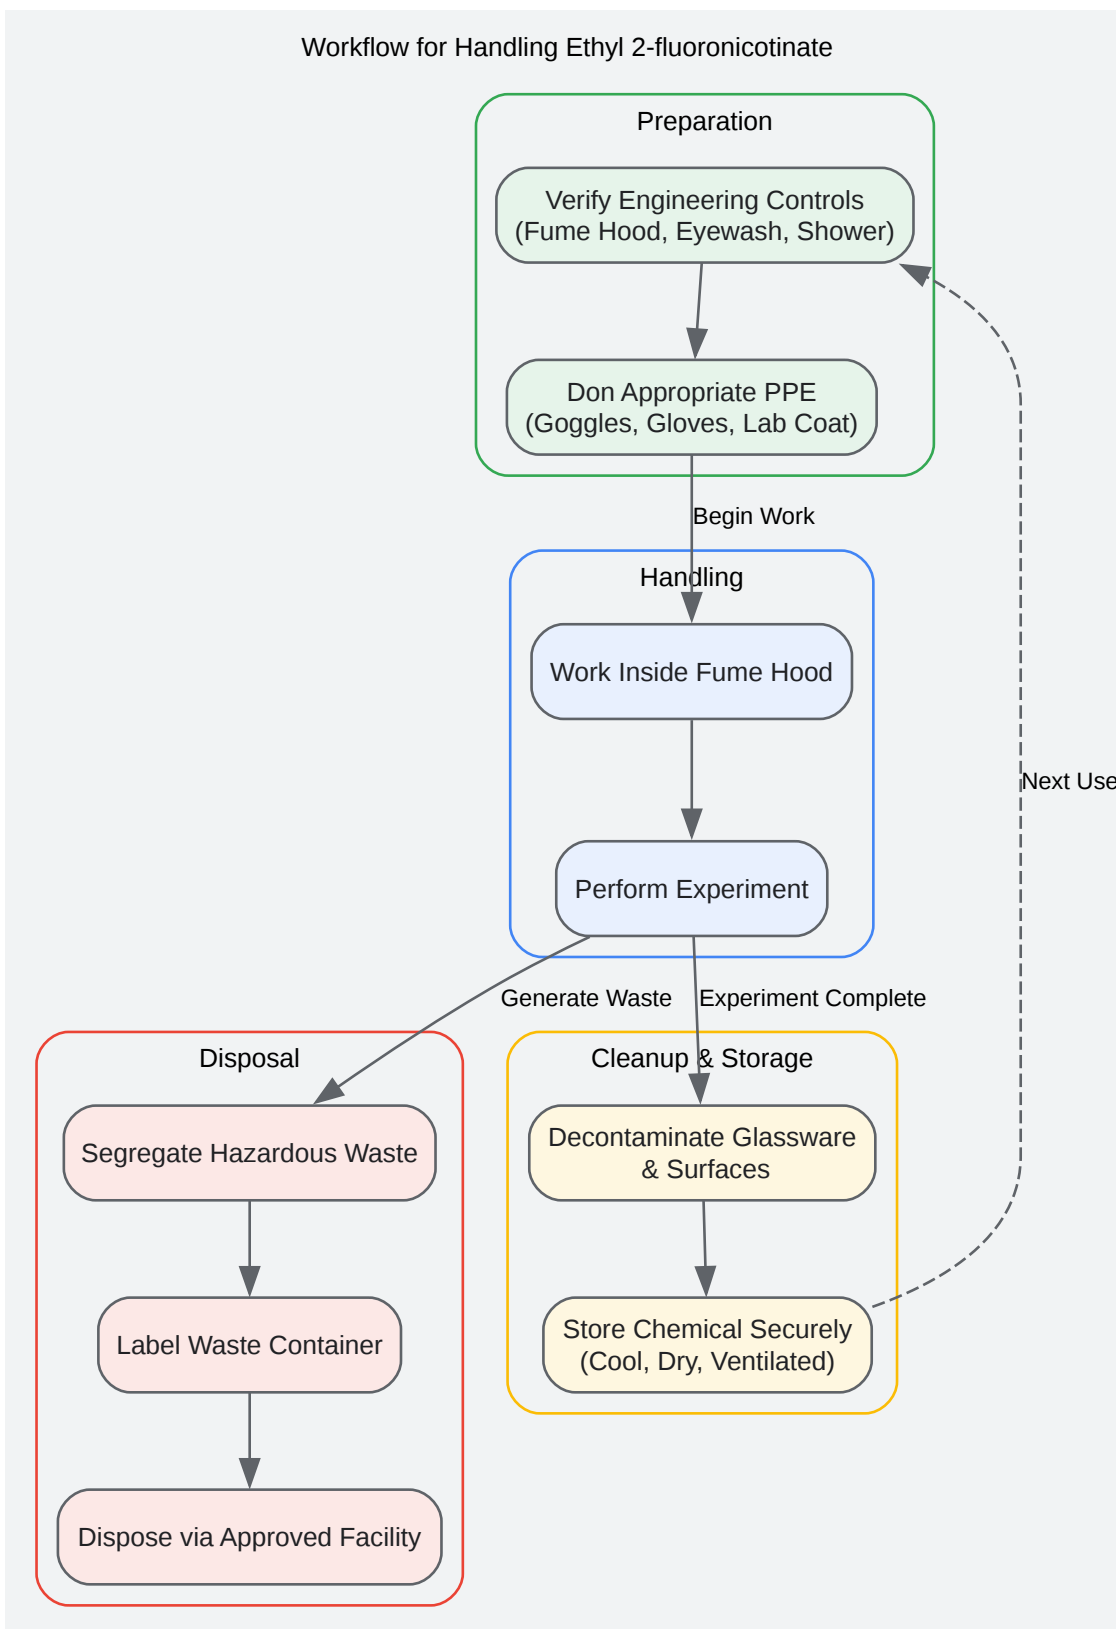 Workflow for Handling Ethyl 2-fluoronicotinate
Preparation
Verify Engineering Controls
(Fume Hood, Eyewash, Shower)
Don Appropriate PPE
(Goggles, Gloves, Lab Coat)
Begin Work
Handling
Work Inside Fume Hood
Next Use
Perform Experiment
Generate Waste
Experiment Complete
Disposal
Segregate Hazardous Waste
Label Waste Container
Dispose via Approved Facility
Cleanup & Storage
Decontaminate Glassware
& Surfaces
Store Chemical Securely
(Cool, Dry, Ventilated)